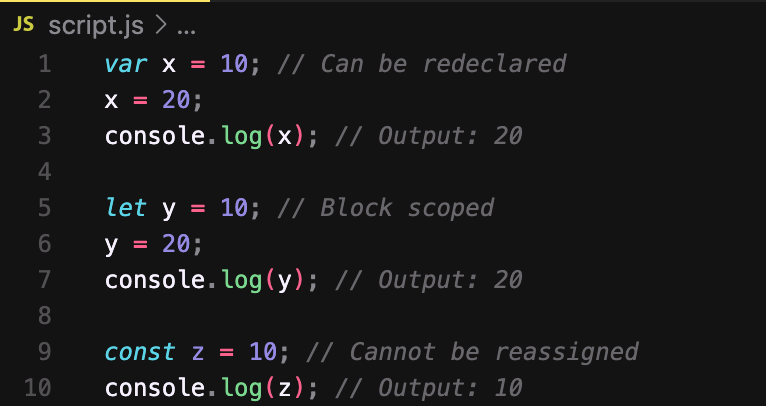 JS script.js > ...
1 var x = 10; // Can be redeclared
2 x = 20;
3 console.log(x); // Output: 20
4
5 let y = 10; // Block scoped
6 y = 20;
7 console.log(y); // Output: 20
8
9 const z = 10; // Cannot be reassigned
10 console.log(z); // Output: 10